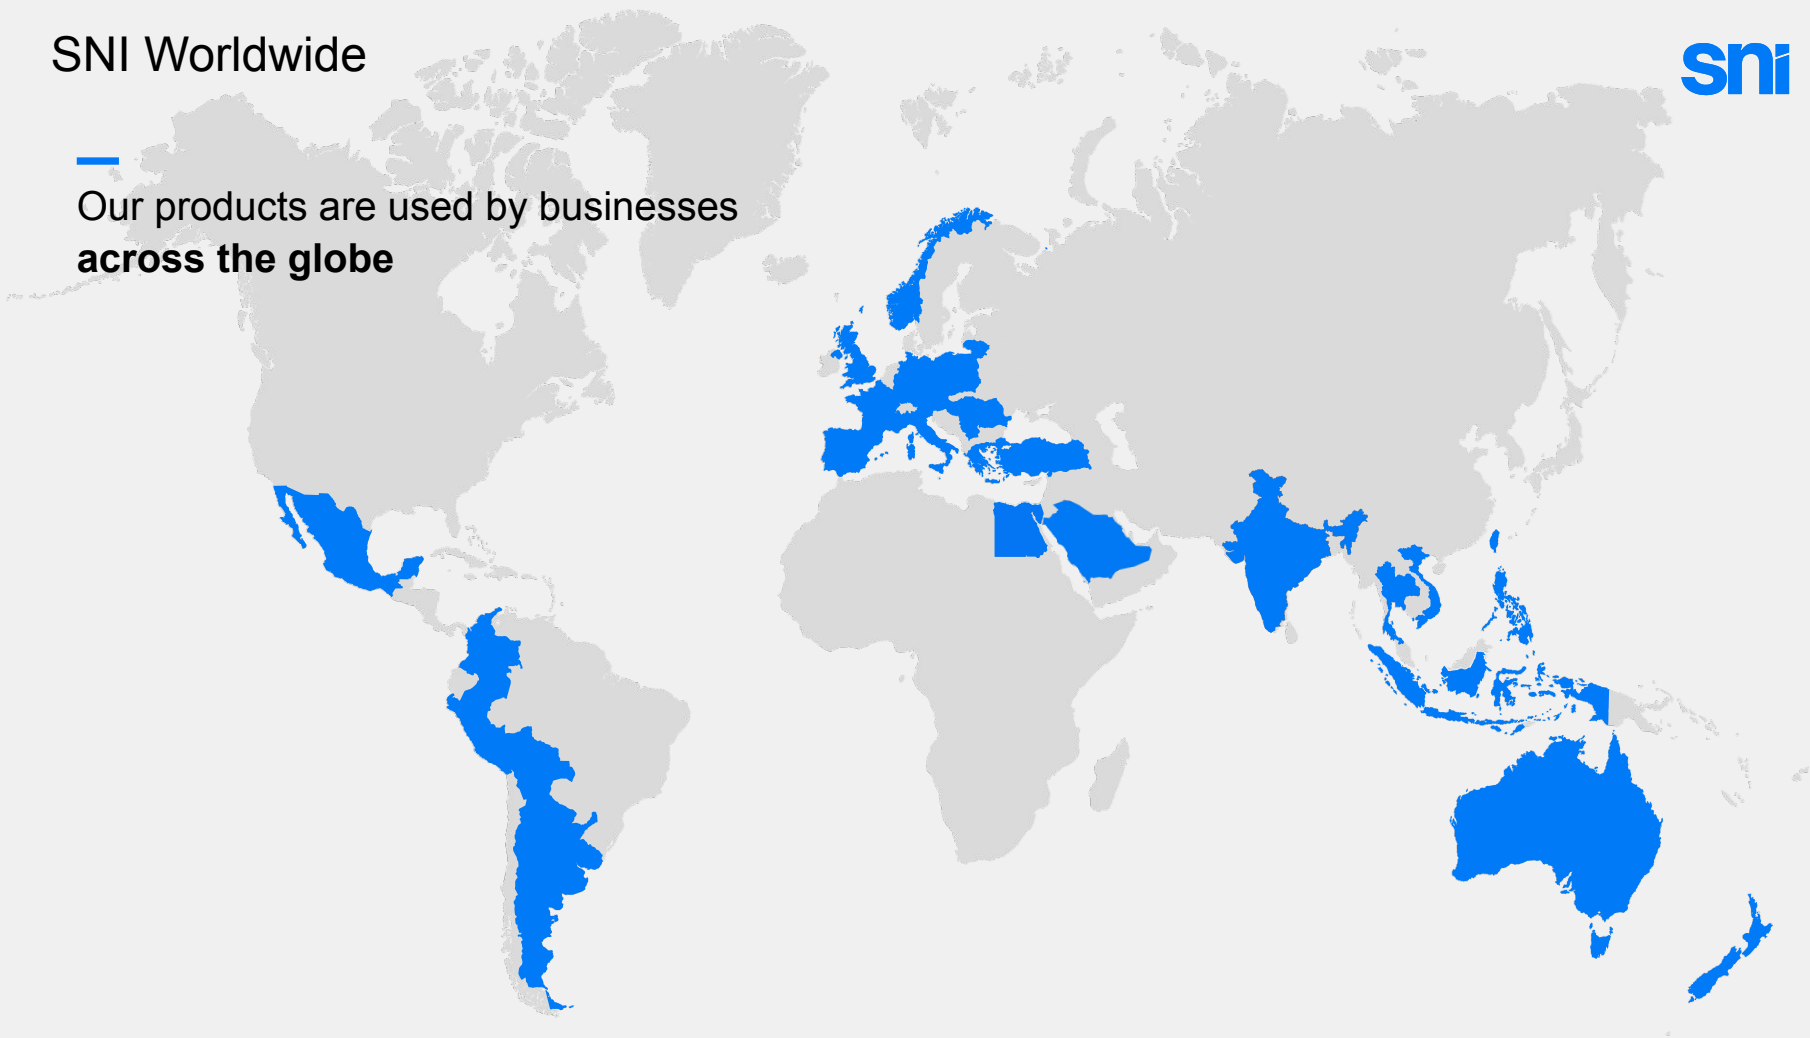 SNI Worldwide
sni
Our products are used by businesses
across the globe